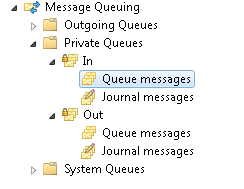 Message Queuing
Outgoing Queues
Private Queues
In
Queue messages
Journal messages
Out
Queue messages
Journal messages
System Queues